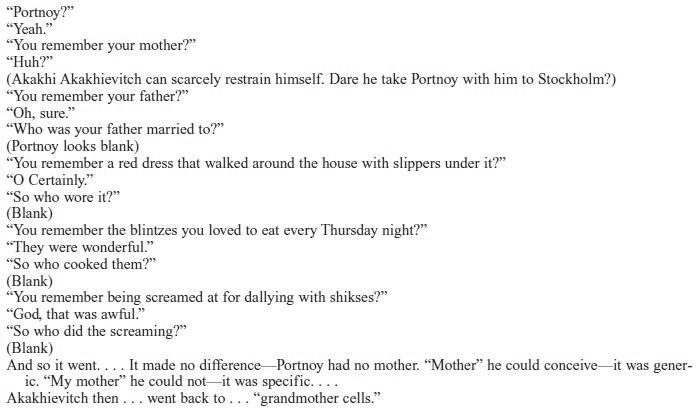 “Portnoy?”
“Yeah.”
“You remember your mother?”
“Huh?”
(Akakhi Akakhievitch can scarcely restrain himself. Dare he take Portnoy with him to Stockholm?)
“You remember your father?”
“Oh, sure.”
“Who was your father married to?”
(Portnoy looks blank)
“You remember a red dress that walked around the house with slippers under it?”
“O Certainly.”
“So who wore it?”
(Blank)
“You remember the blintzes you loved to eat every Thursday night?”
“They were wonderful.”
“So who cooked them?”
(Blank)
“You remember being screamed at for dallying with shikses?”
“God, that was awful.”
“So who did the screaming?”
(Blank)
And so it went. . . . It made no difference—Portnoy had no mother. “Mother” he could conceive—it was gener-
ic. “My mother” he could not—it was specific. . . .
Akakhievitch then . . . went back to . . . “grandmother cells.”